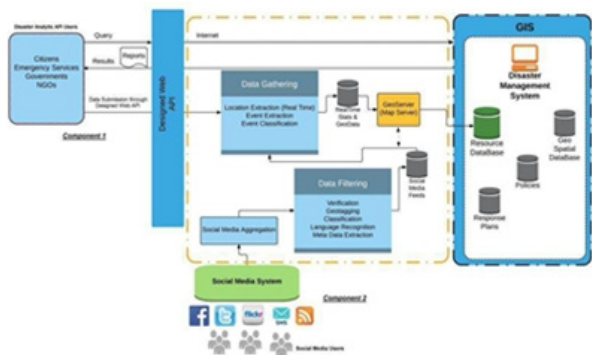 Disaster Analytic API Users
Citizens
Emergency Services
Governments
NGOs
Component 1
Query
Results
Reports
Data Submission through
Designed Web API
Designed Web
API
Internet
Data Gathering
Location Extraction (Real Time)
Event Extraction
Event Classification
RealTime
Stats &
GeoData
GeoServer
(Map Server)
Social
Media
Feeds
Data Filtering
Verification
Geotagging
Classification
Language Recognition
Meta Data Extraction
Social Media Aggregation
Social Media System
Component 2
flickr
SMS
Social Media Users
GIS
Disaster
Management
System
Resource
DataBase
Geo
Spatial
DataBase
Policies
Response
Plans